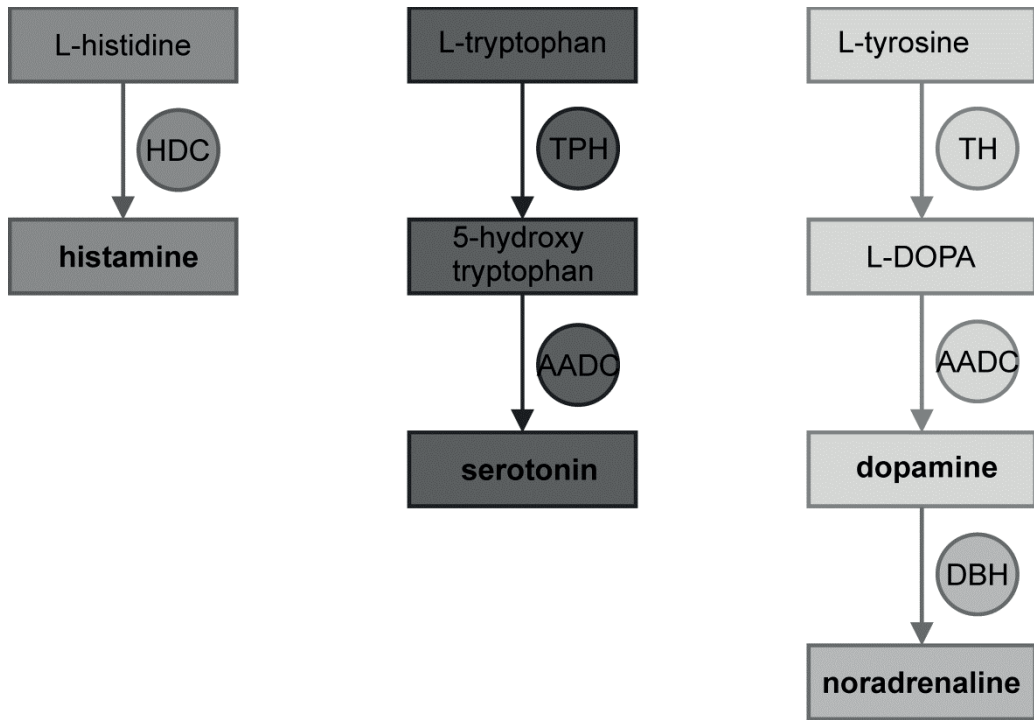 L-histidine
HDC
histamine
L-tryptophan
TPH
5-hydroxy
tryptophan
AADC
serotonin
L-tyrosine
TH
L-DOPA
AADC
dopamine
DBH
noradrenaline